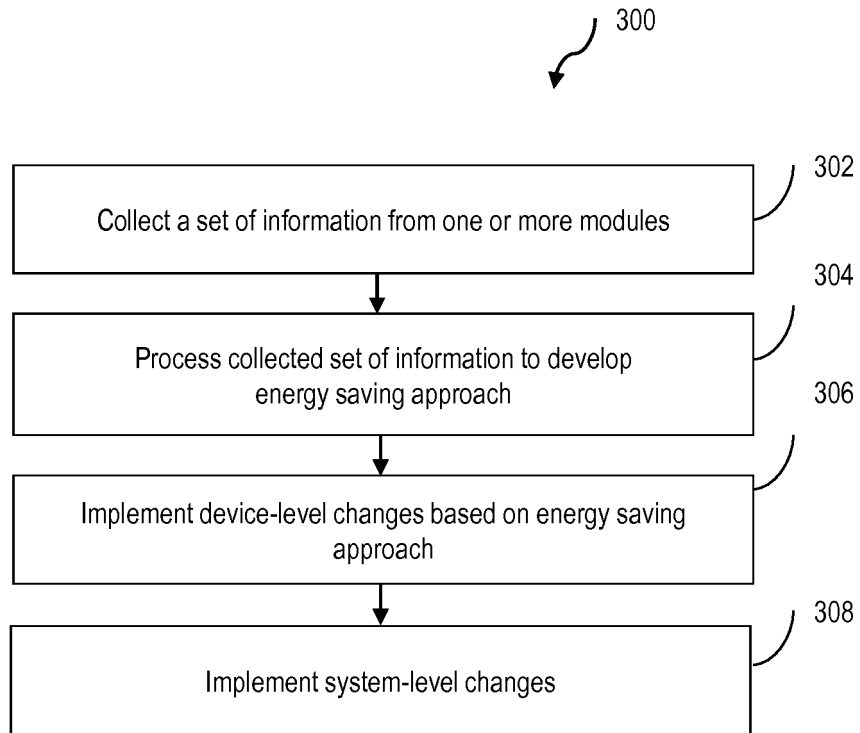 300
302
Collect a set of information from one or more modules
304
Process collected set of information to develop
energy saving approach
306
Implement device-level changes based on energy saving
approach
308
Implement system-level changes